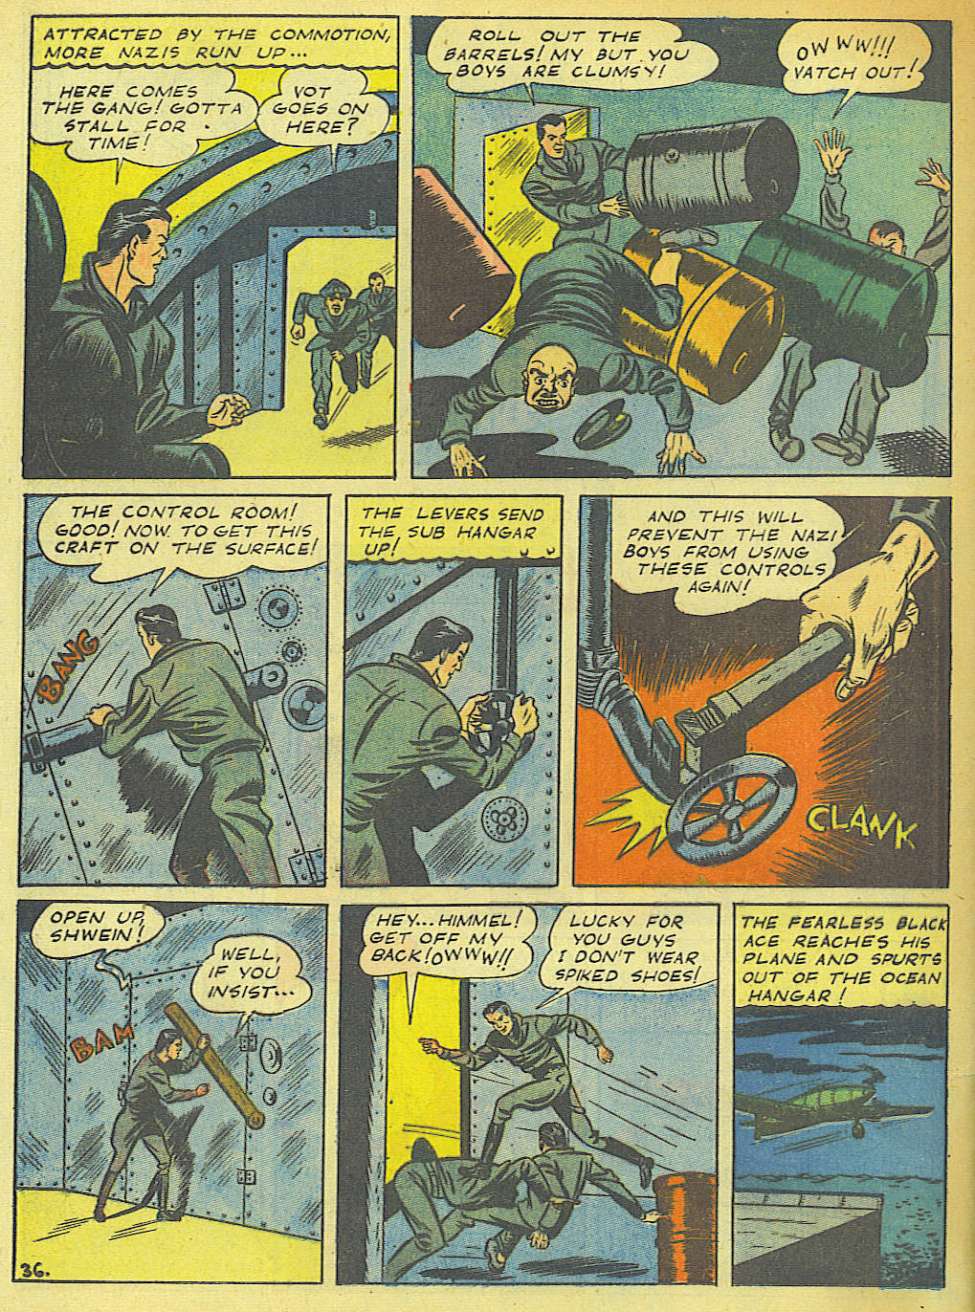 ATTRACTED BY THE COMMOTION,
MORE NAZIS RUN UP...
HERE COMES
THE GANG! GOTTA
STALL FOR
TIME!
VOT
GOES ON
HERE?
ROLL OUT THE
BARRELS! MY BUT YOU
BOYS ARE CLUMSY!
OWWW!!!
VATCH OUT!
THE CONTROL ROOM!
GOOD! NOW TO GET THIS
CRAFT ON THE SURFACE!
BANG
THE LEVERS SEND
THE SUB HANGAR
UP!
AND THIS WILL
PREVENT THE NAZI
BOYS FROM USING
THESE CONTROLS
AGAIN!
CLANK
OPEN UP,
SHWEIN!
WELL,
IF YOU
INSIST...
BAM
36.
HEY...HIMMEL!
GET OFF MY
BACK! OWWW!!
LUCKY FOR
YOU GUYS
I DON'T WEAR
SPIKED SHOES!
THE FEARLESS BLACK
ACE REACHES HIS
PLANE AND SPURTS
OUT OF THE OCEAN
HANGAR!